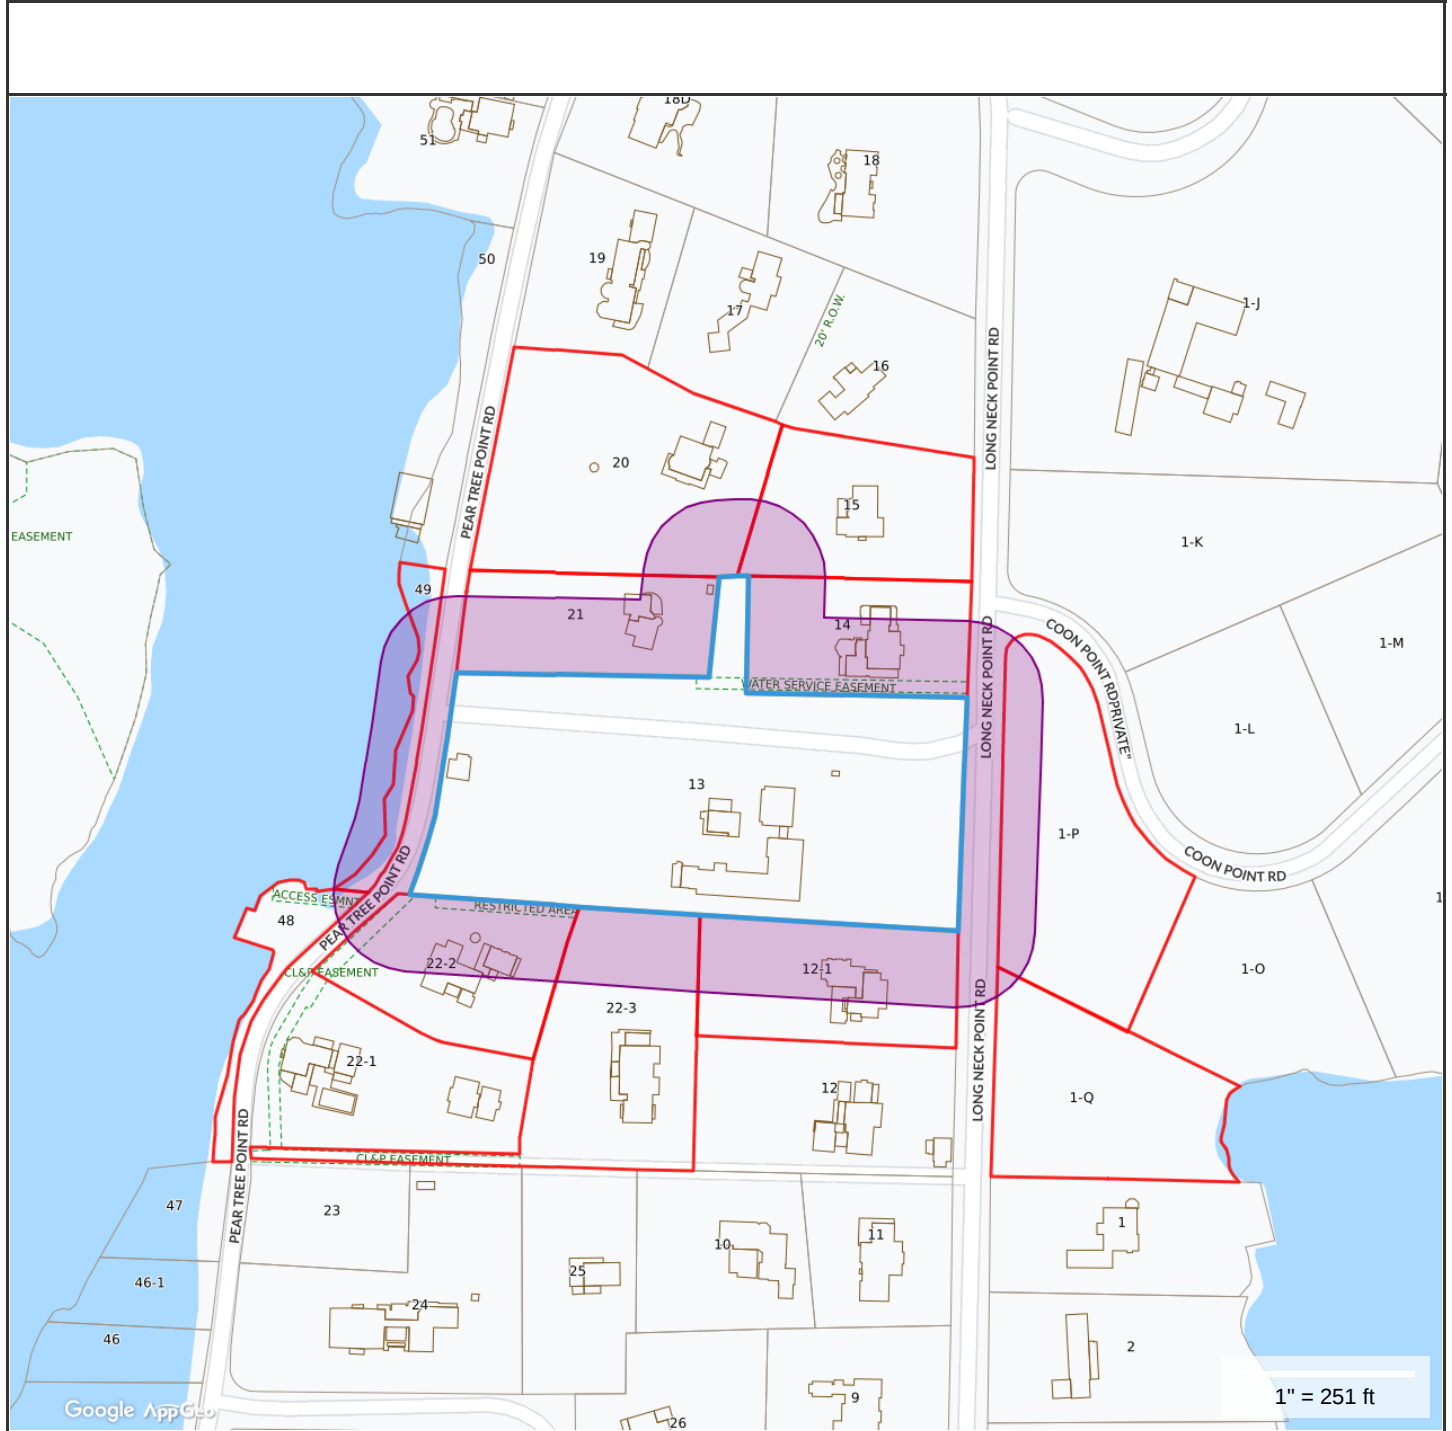 18D
51
18
50
19
17
20' R.O.W.
1-J
16
LONG NECK POINT RD
PEAR TREE POINT RD
20
15
EASEMENT
1-K
49
21
14
LONG NECK POINT RD
COON POINT RDPRIVATE"
1-M
WATER SERVICE EASEMENT
1-L
13
1-P
COON POINT RD
ACCESS ESMNT
PEAR TREE POINT RD
RESTRICTED AREA
48
CL&P EASEMENT
22-2
12-1
1-O
22-3
LONG NECK POINT RD
22-1
12
1-Q
PEAR TREE POINT RD
CL&P EASEMENT
47
23
10
11
1
46-1
25
24
46
2
9
26
Google AppGeo
1" = 251 ft